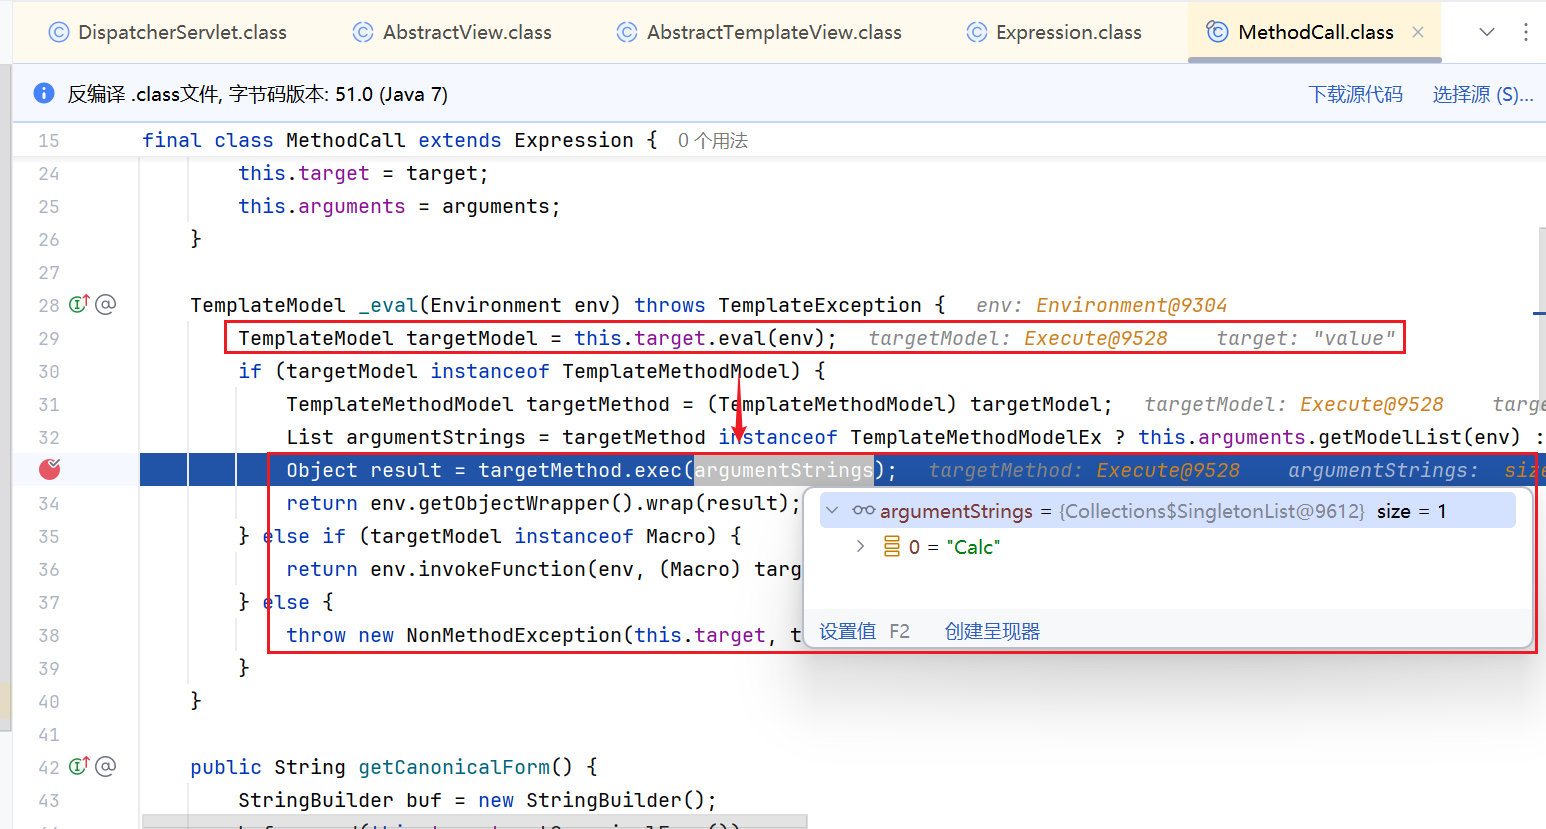 DispatcherServlet.class AbstractView.class AbstractTemplateView.class Expression.class MethodCall.class
反编译 .class文件, 字节码版本: 51.0 (Java 7) 下载源代码 选择源 (S)...
15 final class MethodCall extends Expression { 0 个用法
24 this.target = target;
25 this.arguments = arguments;
26 }
27
28 TemplateModel _eval(Environment env) throws TemplateException { env: Environment@9304
29 TemplateModel targetModel = this.target.eval(env); targetModel: Execute@9528 target: "value"
30 if (targetModel instanceof TemplateMethodModel) {
31 TemplateMethodModel targetMethod = (TemplateMethodModel) targetModel; targetModel: Execute@9528 targe
32 List argumentStrings = targetMethod instanceof TemplateMethodModelEx ? this.arguments.getModelList(env) :
Object result = targetMethod.exec(argumentStrings); targetMethod: Execute@9528 argumentStrings: size
34 return env.getObjectWrapper().wrap(result);
argumentStrings = {Collections$SingletonList@9612} size = 1
35 } else if (targetModel instanceof Macro) {
0 = "Calc"
36 return env.invokeFunction(env, (Macro) targ
37 } else {
38 throw new NonMethodException(this.target, t
设置值 F2 创建呈现器
39 }
40 }
41
42 public String getCanonicalForm() {
43 StringBuilder buf = new StringBuilder();